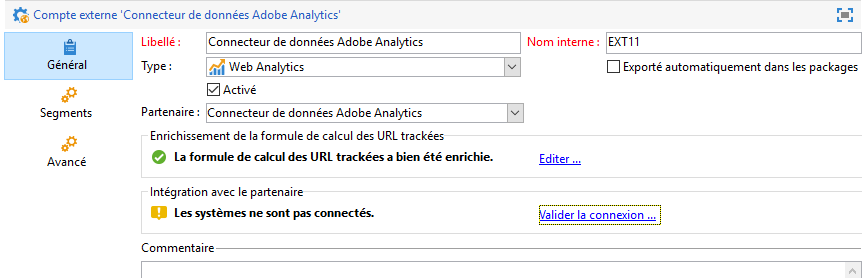 Compte externe 'Connecteur de données Adobe Analytics'
Général
Segments
Avancé
Libellé : Connecteur de données Adobe Analytics Nom interne : EXT11
Type : Web Analytics Exporté automatiquement dans les packages
Activé
Partenaire : Connecteur de données Adobe Analytics
Enrichissement de la formule de calcul des URL trackées
La formule de calcul des URL trackées a bien été enrichie. Editer ...
Intégration avec le partenaire
Les systèmes ne sont pas connectés. Valider la connexion ...
Commentaire